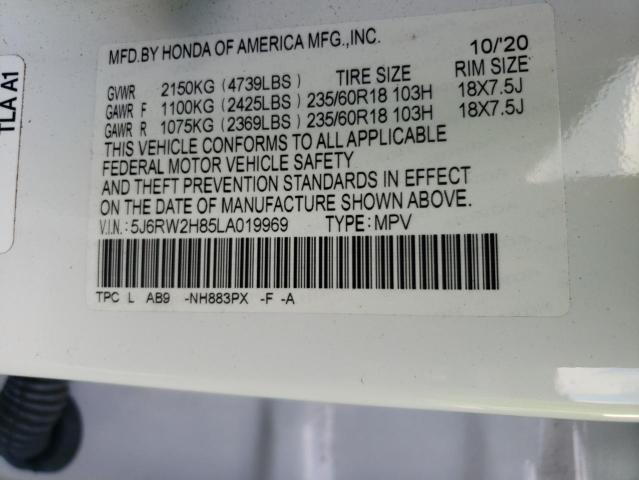 TLA A1
MFD.BY HONDA OF AMERICA MFG.,INC. 10/'20
GVWR 2150KG (4739LBS) TIRE SIZE RIM SIZE
GAWR F 1100KG (2425LBS) 235/60R18 103H 18X7.5J
GAWR R 1075KG (2369LBS) 235/60R18 103H 18X7.5J
THIS VEHICLE CONFORMS TO ALL APPLICABLE
FEDERAL MOTOR VEHICLE SAFETY
AND THEFT PREVENTION STANDARDS IN EFFECT
ON THE DATE OF MANUFACTURE SHOWN ABOVE.
V.I.N.:5J6RW2H85LA019969 TYPE:MPV
TPC L AB9 -NH883PX -F -A